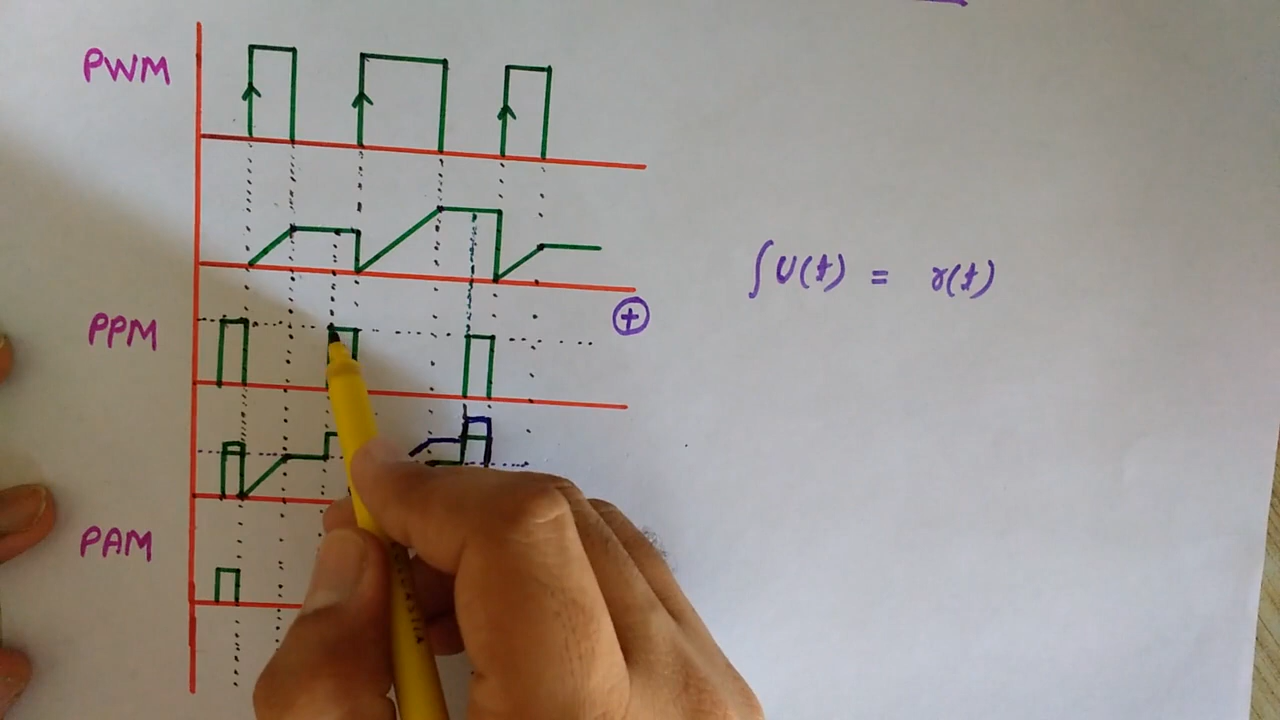 PWM
∫U(t) = r(t)
+
PPM
PAM